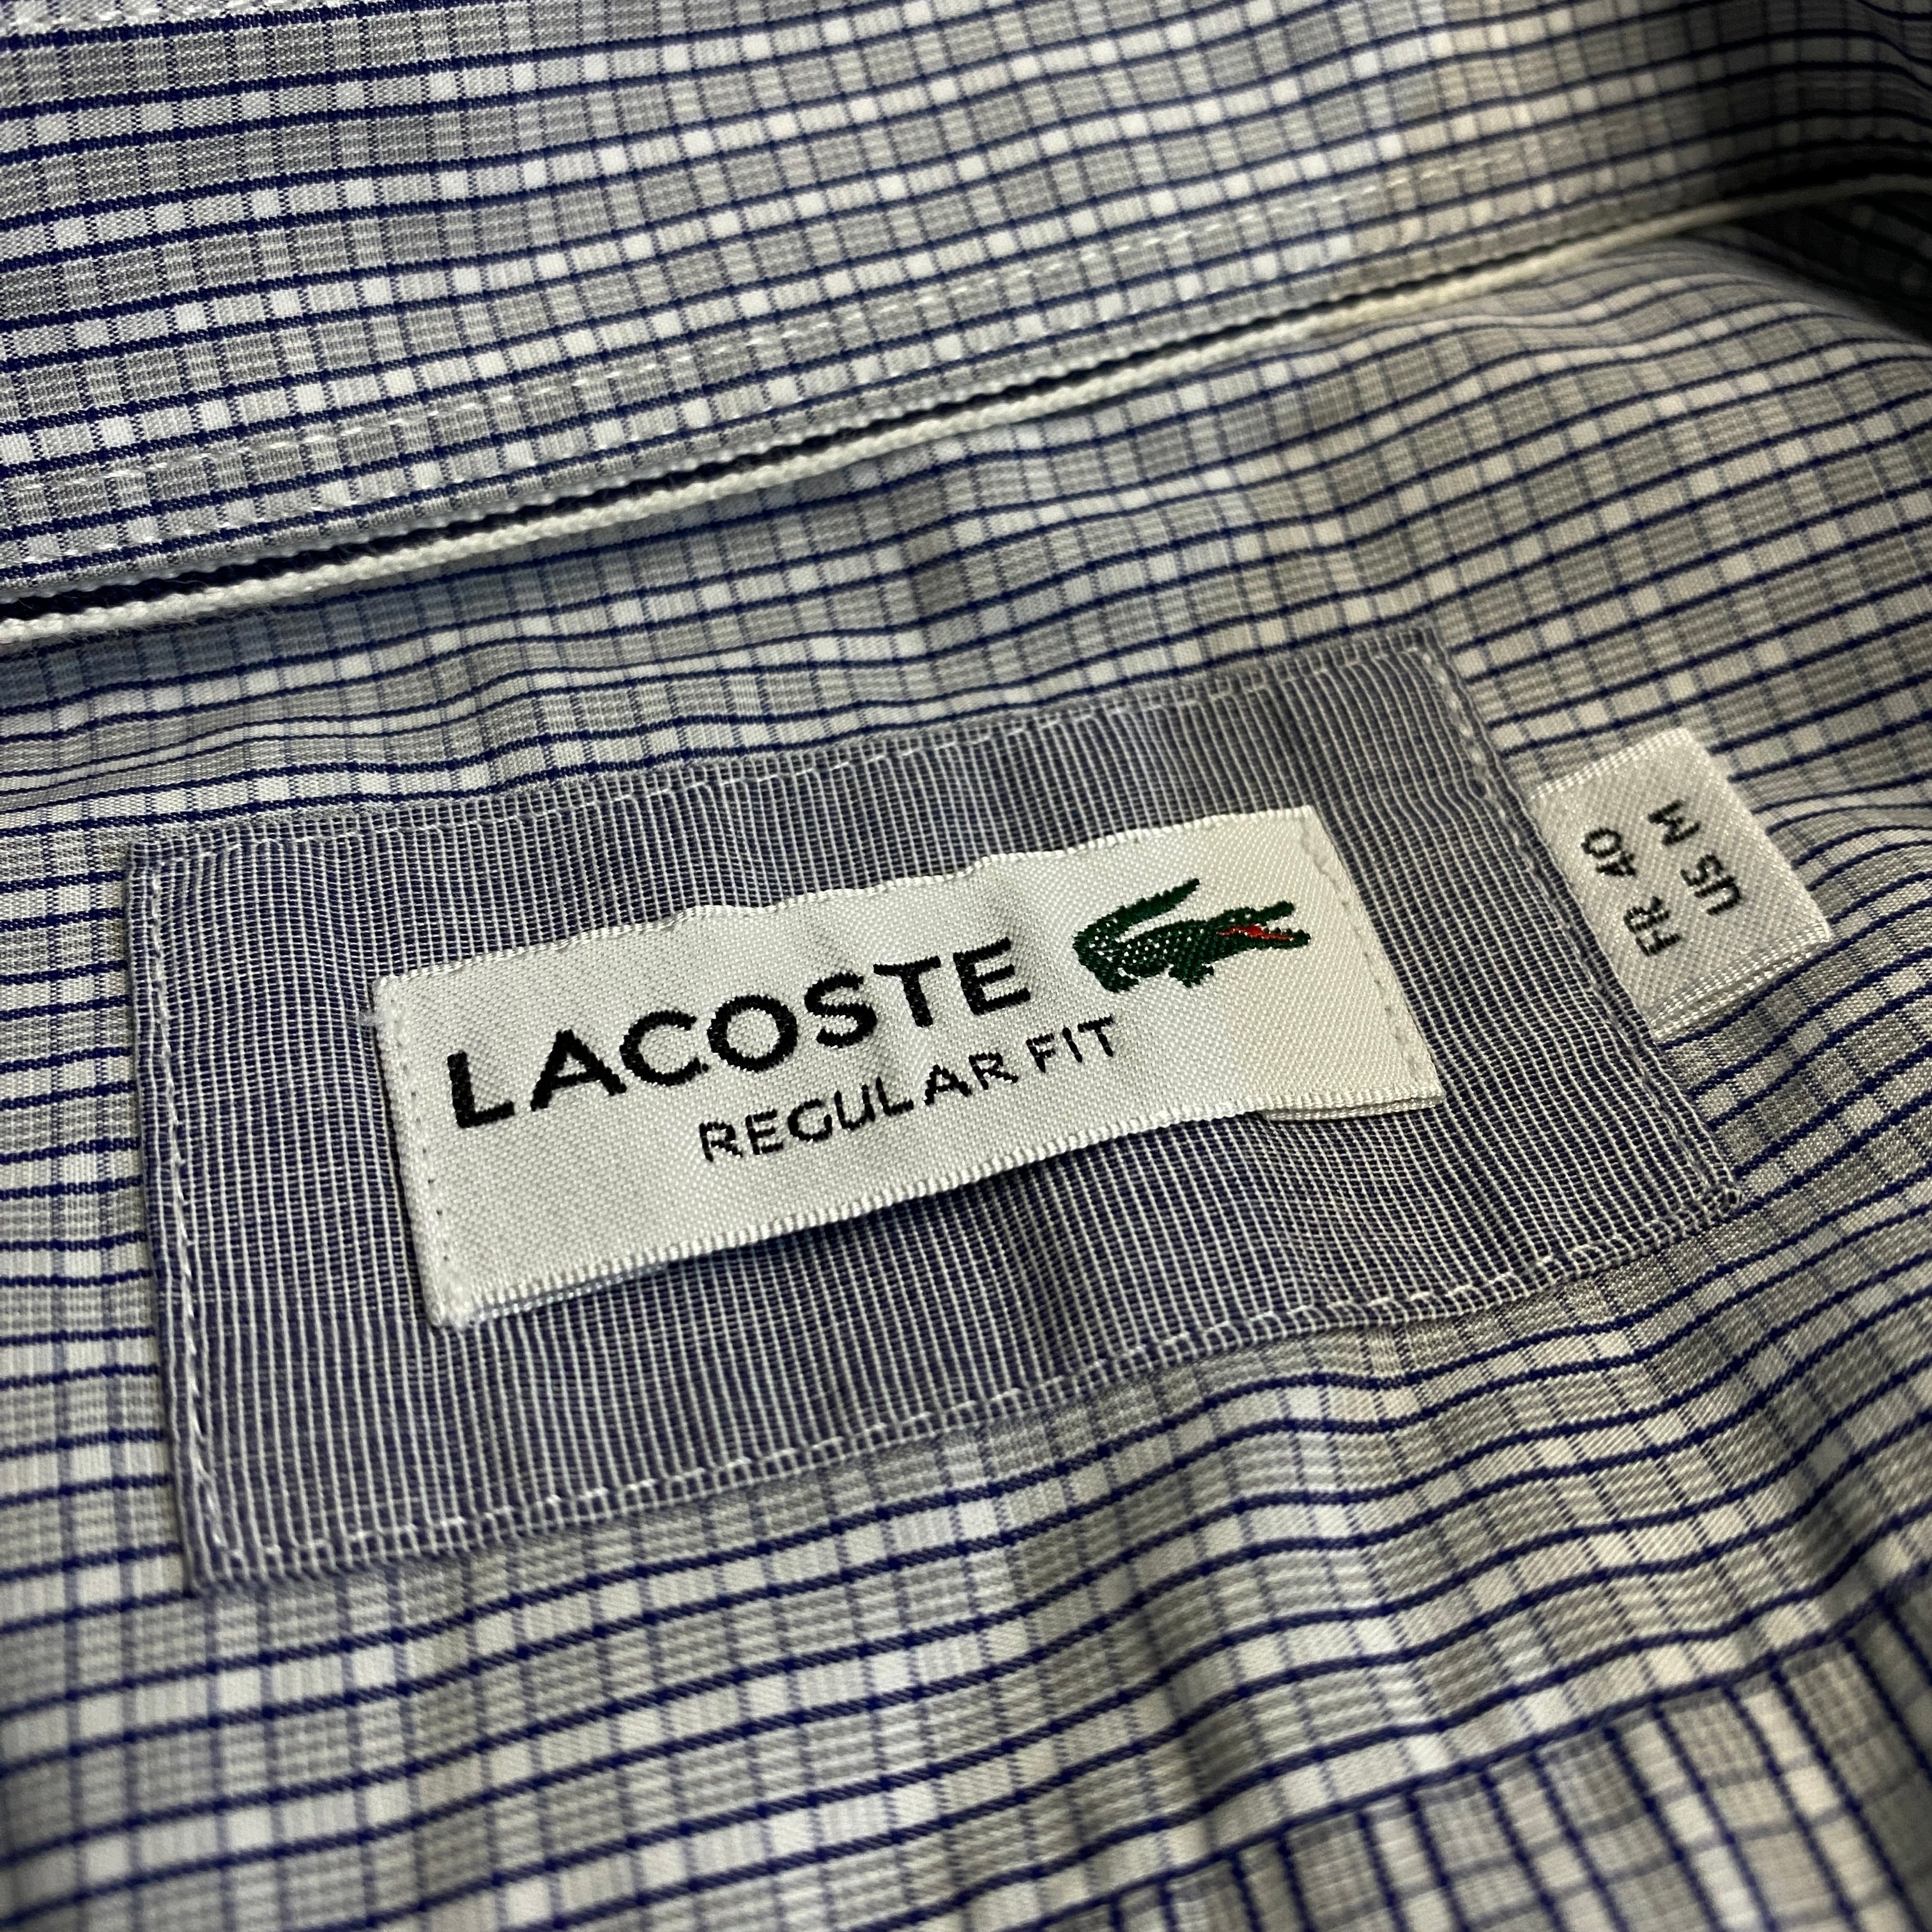 LACOSTE
REGULAR FIT
FR 40
US M